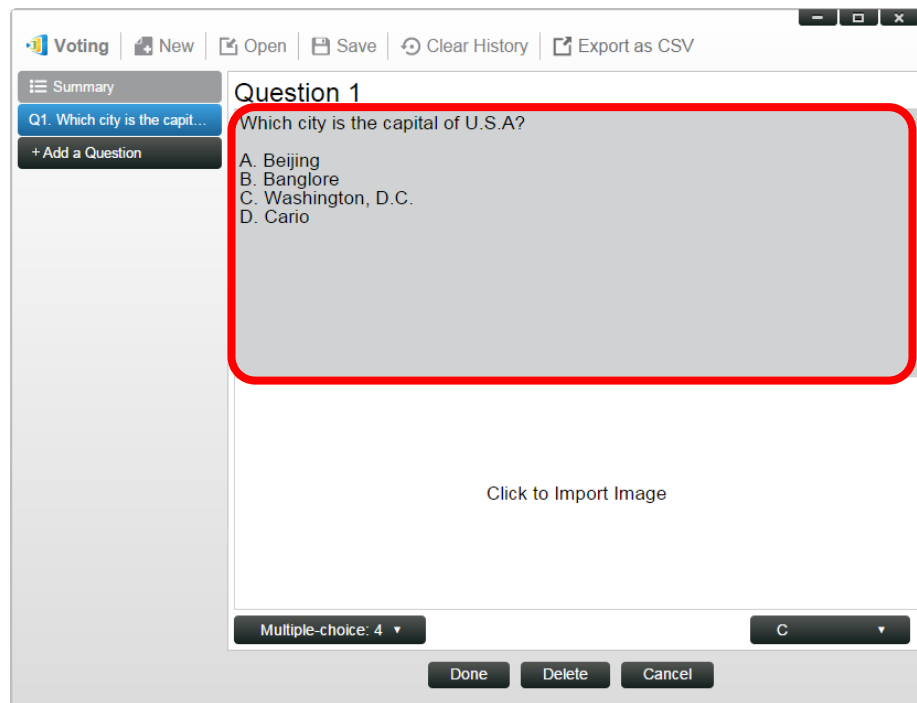 Voting New Open Save Clear History Export as CSV
Summary
Q1. Which city is the capit...
+ Add a Question
Question 1
Which city is the capital of U.S.A?
A. Beijing
B. Banglore
C. Washington, D.C.
D. Cario
Click to Import Image
Multiple-choice: 4
C
Done Delete Cancel